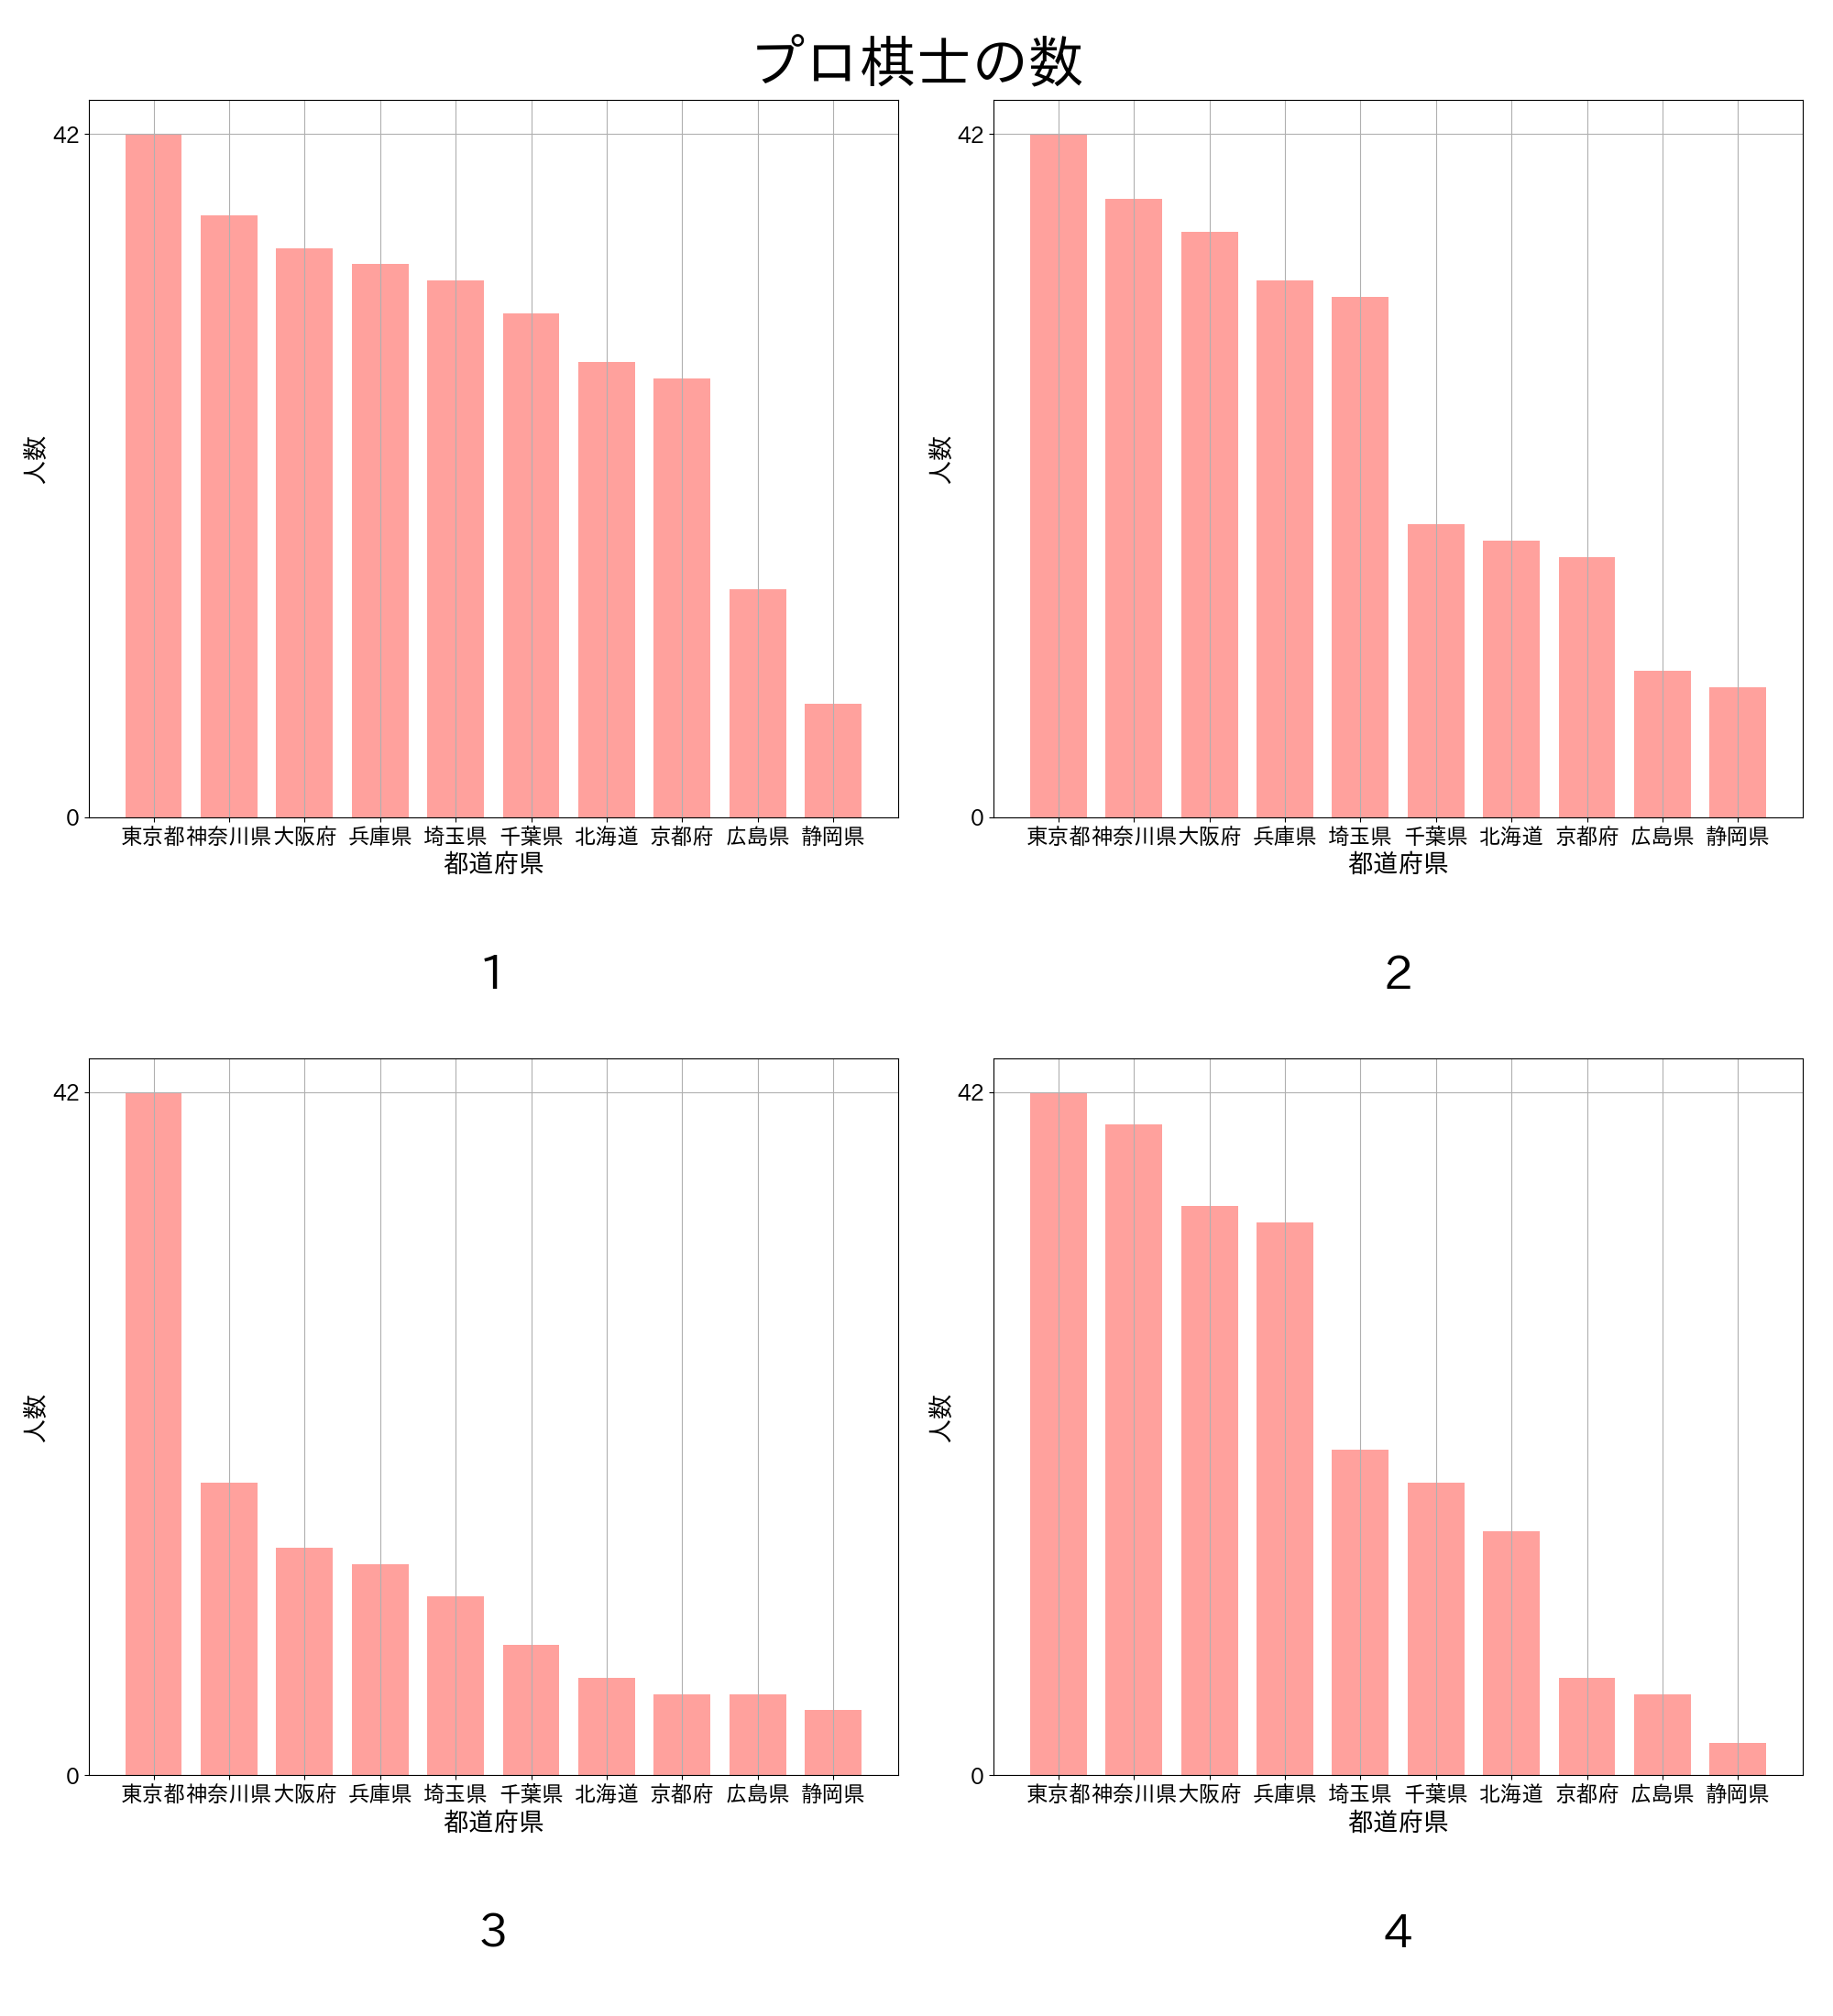 プロ棋士の数
42
0
人数
東京都 神奈川県 大阪府 兵庫県 埼玉県 千葉県 北海道 京都府 広島県 静岡県
都道府県
1
42
0
人数
東京都 神奈川県 大阪府 兵庫県 埼玉県 千葉県 北海道 京都府 広島県 静岡県
都道府県
2
42
0
人数
東京都 神奈川県 大阪府 兵庫県 埼玉県 千葉県 北海道 京都府 広島県 静岡県
都道府県
3
42
0
人数
東京都 神奈川県 大阪府 兵庫県 埼玉県 千葉県 北海道 京都府 広島県 静岡県
都道府県
4